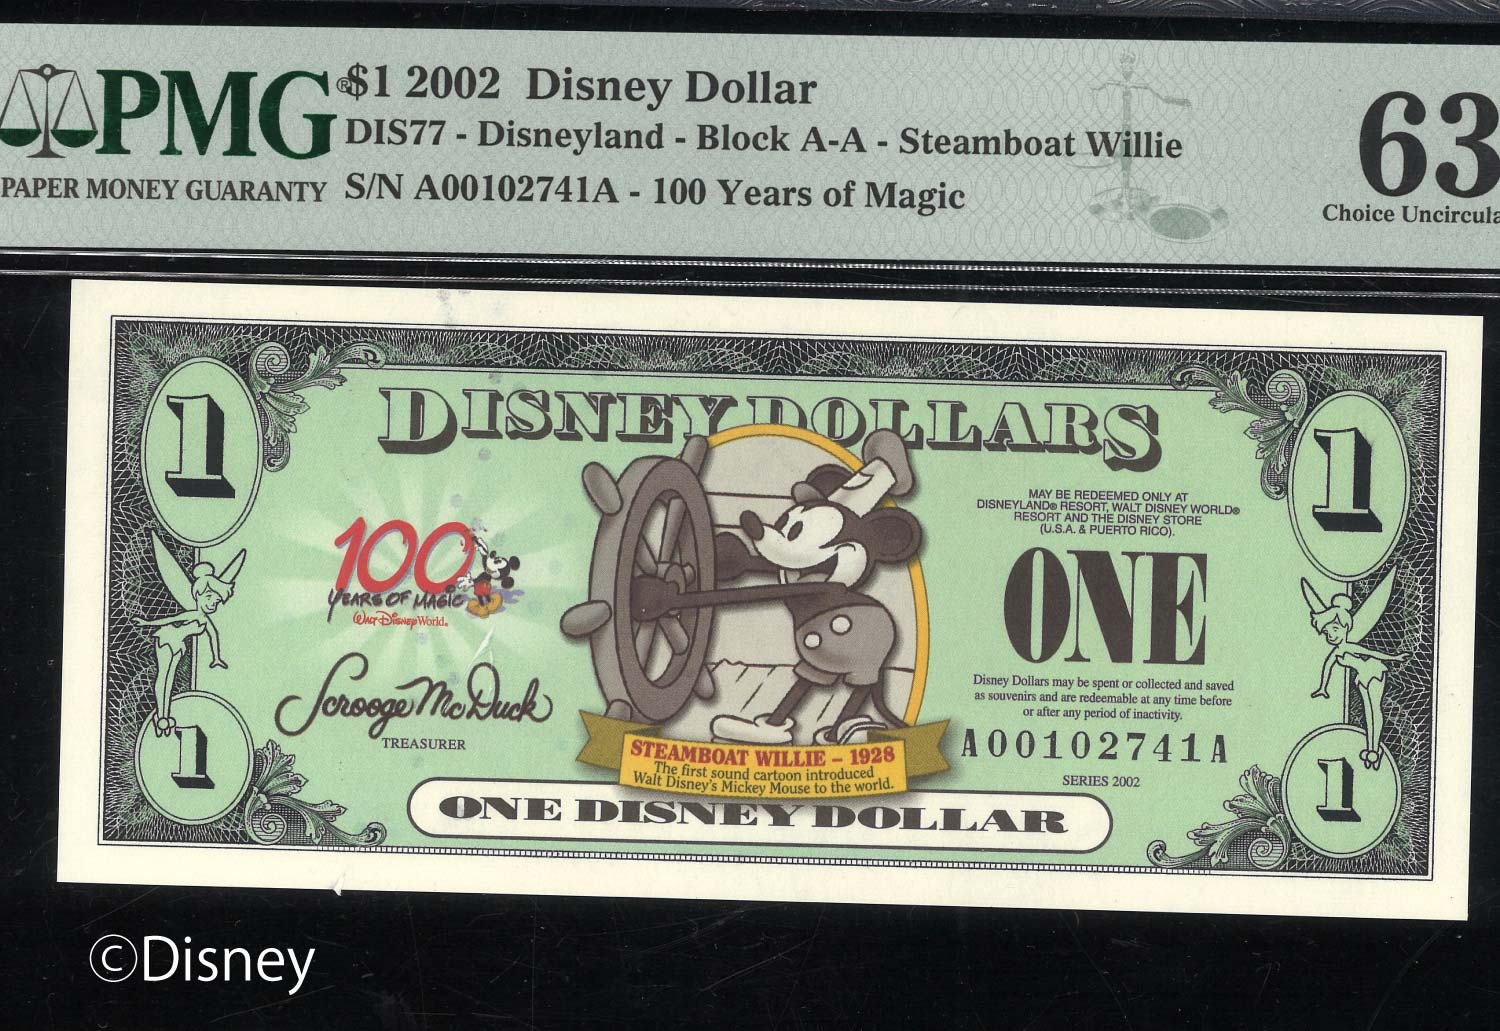 PMG®
PAPER MONEY GUARANTY
$1 2002 Disney Dollar
DIS77 - Disneyland - Block A-A - Steamboat Willie
S/N A00102741A - 100 Years of Magic
63
Choice Uncircula
DISNEY DOLLARS
1
1
MAY BE REDEEMED ONLY AT
DISNEYLAND® RESORT, WALT DISNEY WORLD®
RESORT AND THE DISNEY STORE
(U.S.A. & PUERTO RICO).
100
YEARS OF MAGIC
Walt Disney World.
ONE
Scrooge McDuck
TREASURER
Disney Dollars may be spent or collected and saved
as souvenirs and are redeemable at any time before
or after any period of inactivity.
A00102741A
SERIES 2002
STEAMBOAT WILLIE – 1928
The first sound cartoon introduced
Walt Disney's Mickey Mouse to the world.
1
1
ONE DISNEY DOLLAR
©Disney